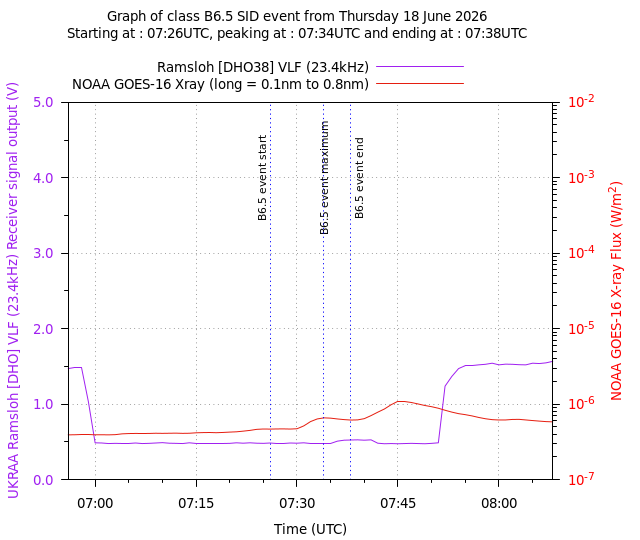 Graph of class B6.5 SID event from Thursday 18 June 2026
Starting at : 07:26UTC, peaking at : 07:34UTC and ending at : 07:38UTC
Ramsloh [DHO38] VLF (23.4kHz)
NOAA GOES-16 Xray (long = 0.1nm to 0.8nm)
UKRAA Ramsloh [DHO] VLF (23.4kHz) Receiver signal output (V)
5.0
4.0
3.0
2.0
1.0
0.0
B6.5 event start
B6.5 event maximum
B6.5 event end
10-2
10-3
10-4
10-5
10-6
10-7
NOAA GOES-16 X-ray Flux (W/m2)
07:00 07:15 07:30 07:45 08:00
Time (UTC)